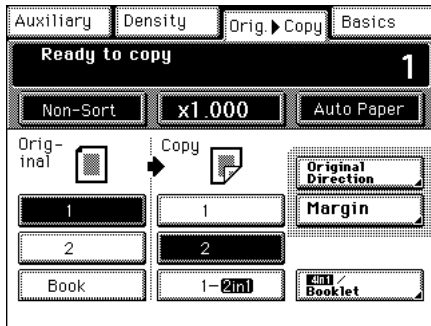 Auxiliary Density Orig.▶Copy Basics
Ready to copy 1
Non-Sort x1.000 Auto Paper
Orig-
inal
Copy
Original
Direction
1 1 Margin
2 2
Book 1-2in1
4in1/
Booklet